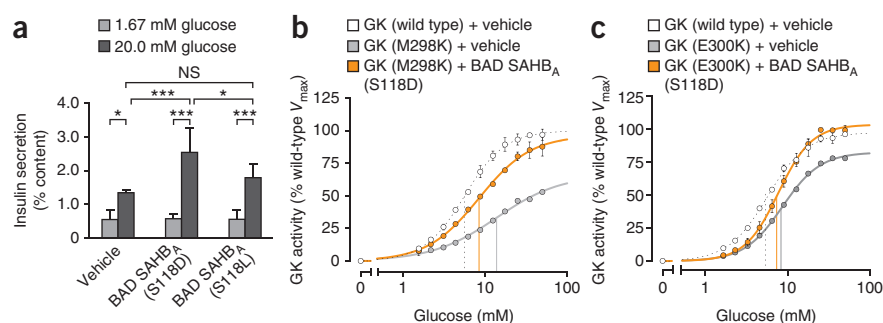 a
1.67 mM glucose
20.0 mM glucose
NS
***
*
*
***
***
4.0
3.0
2.0
1.0
0
Insulin secretion
(% content)
Vehicle
BAD SAHBA
(S118D)
BAD SAHBA
(S118L)
b
GK (wild type) + vehicle
GK (M298K) + vehicle
GK (M298K) + BAD SAHBA
(S118D)
125
100
75
50
25
0
GK activity (% wild-type Vmax)
0
1
10
100
Glucose (mM)
c
GK (wild type) + vehicle
GK (E300K) + vehicle
GK (E300K) + BAD SAHBA
(S118D)
125
100
75
50
25
0
GK activity (% wild-type Vmax)
0
1
10
100
Glucose (mM)